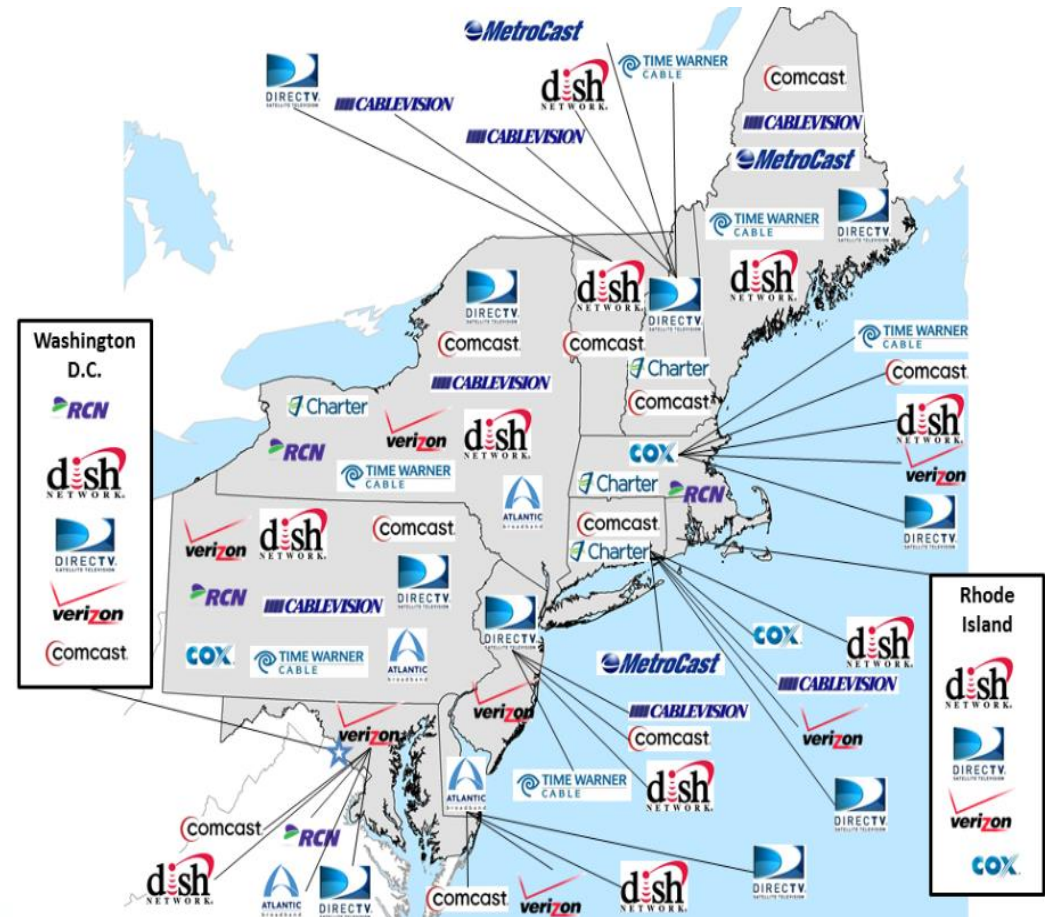 MetroCast
TIME WARNER
CABLE
DIRECTV.
SATELLITE TELEVISION
CABLEVISION
dish
NETWORK.
CABLEVISION
comcast.
CABLEVISION
MetroCast
DIRECTV.
SATELLITE TELEVISION
TIME WARNER
CABLE
dish
NETWORK.
DIRECTV.
SATELLITE TELEVISION
dish
NETWORK.
DIRECTV.
SATELLITE TELEVISION
comcast.
comcast.
CABLEVISION
Charter
comcast.
Charter
verizon
dish
NETWORK.
RCN
TIME WARNER
CABLE
ATLANTIC
broadband
TIME WARNER
CABLE
comcast.
dish
NETWORK.
verizon
DIRECTV.
SATELLITE TELEVISION
COX
Charter
RCN
comcast.
Charter
Washington
D.C.
RCN
dish
NETWORK.
DIRECTV.
SATELLITE TELEVISION
verizon
comcast.
verizon
dish
NETWORK.
comcast.
RCN
CABLEVISION
DIRECTV.
SATELLITE TELEVISION
COX
TIME WARNER
CABLE
ATLANTIC
broadband
DIRECTV.
SATELLITE TELEVISION
verizon
MetroCast
COX
dish
NETWORK.
CABLEVISION
CABLEVISION
comcast.
verizon
TIME WARNER
CABLE
dish
NETWORK.
DIRECTV.
SATELLITE TELEVISION
Rhode
Island
dish
NETWORK.
DIRECTV.
SATELLITE TELEVISION
verizon
COX
verizon
ATLANTIC
broadband
comcast.
RCN
dish
NETWORK.
ATLANTIC
broadband
DIRECTV.
SATELLITE TELEVISION
comcast.
verizon
dish
NETWORK.
DIRECTV.
SATELLITE TELEVISION